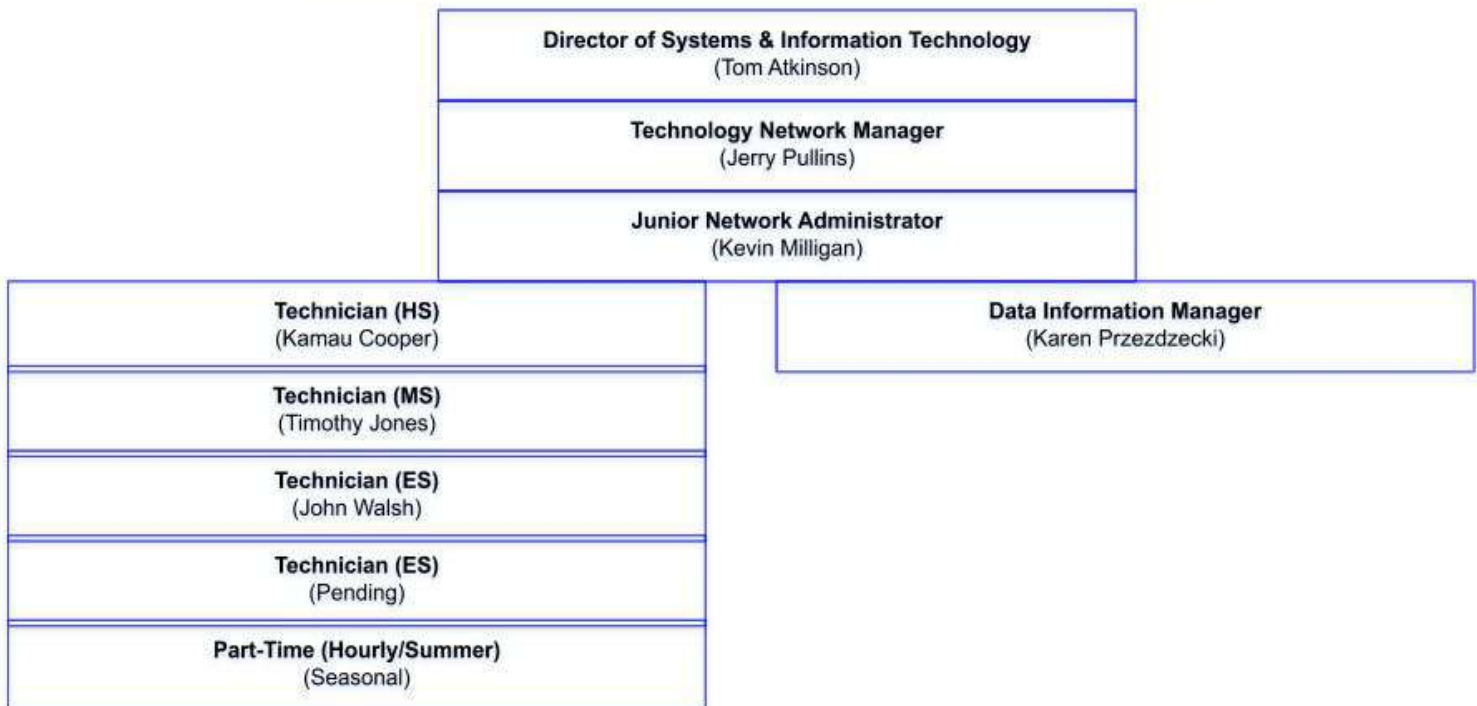 Director of Systems & Information Technology
(Tom Atkinson)
Technology Network Manager
(Jerry Pullins)
Junior Network Administrator
(Kevin Milligan)
Technician (HS)
(Kamau Cooper)
Technician (MS)
(Timothy Jones)
Technician (ES)
(John Walsh)
Technician (ES)
(Pending)
Part-Time (Hourly/Summer)
(Seasonal)
Data Information Manager
(Karen Przezdzecki)